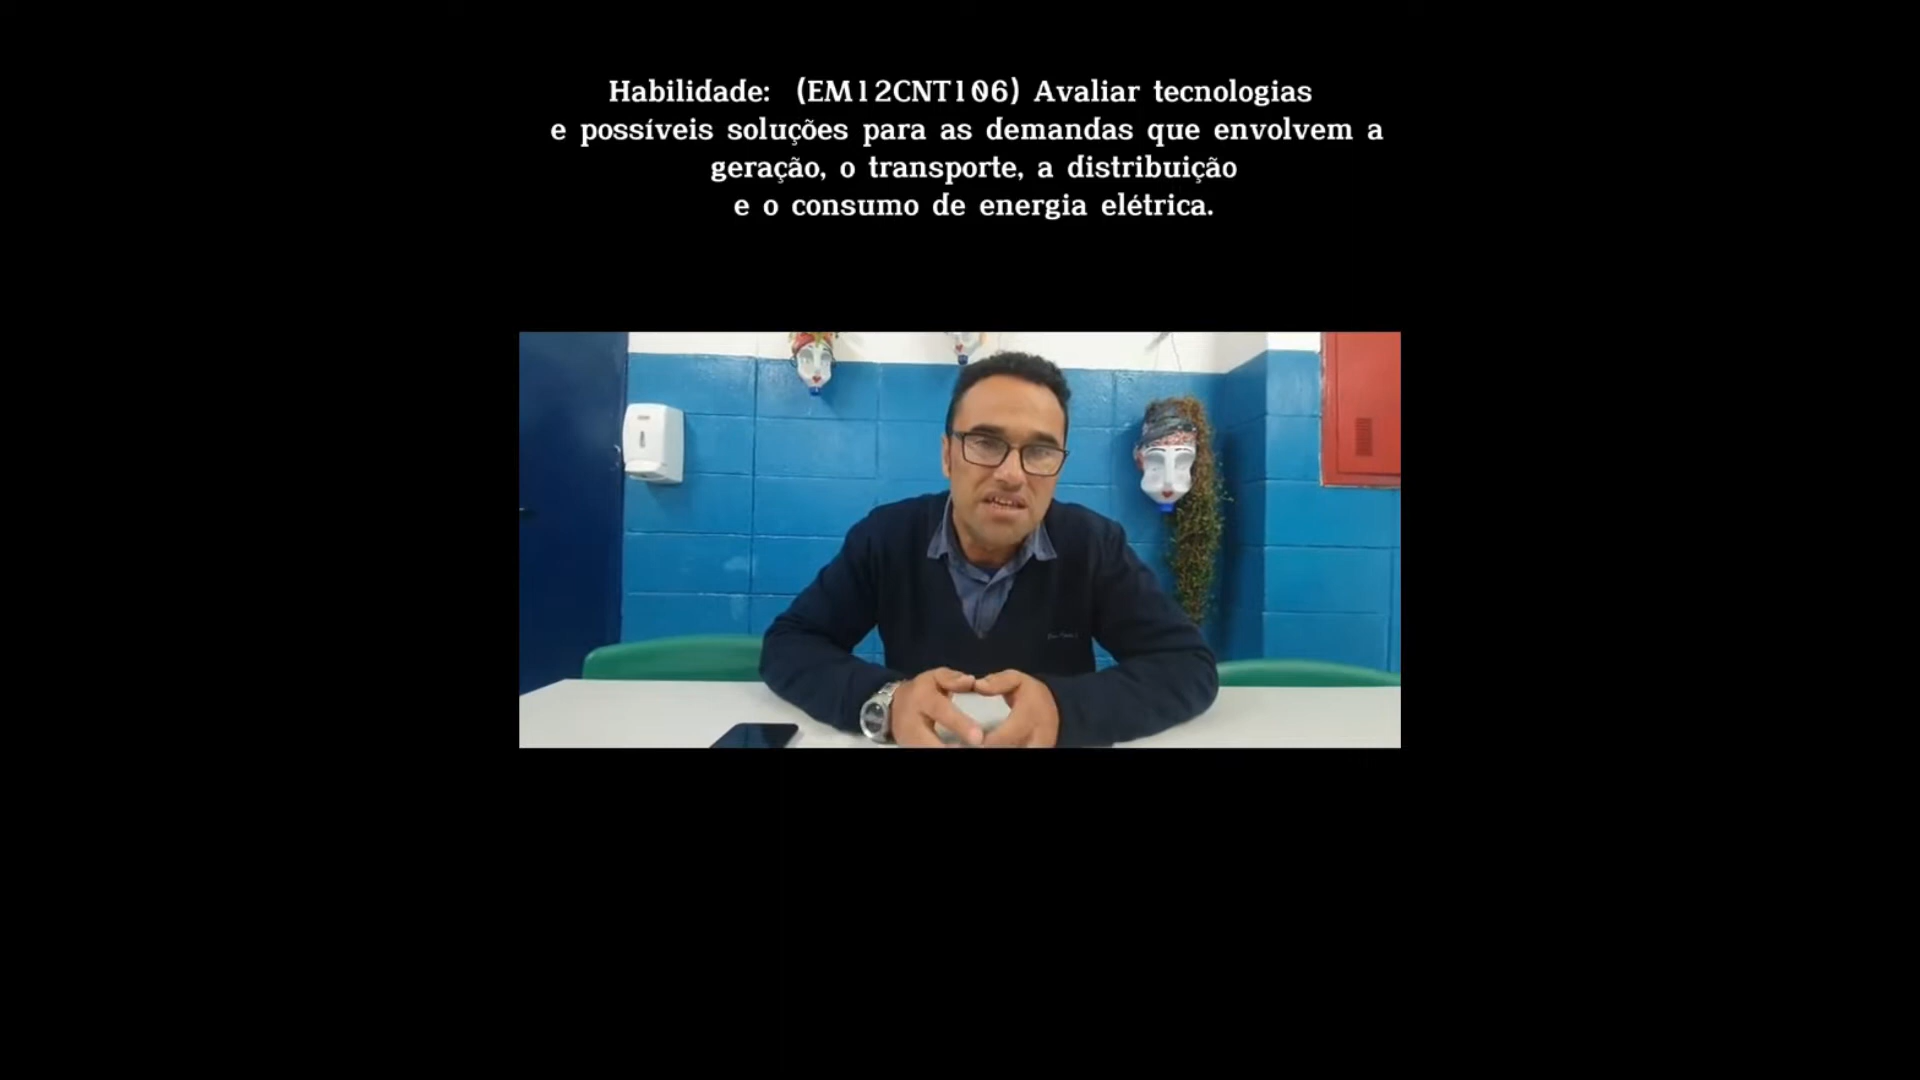 Habilidade: (EM12CNT106) Avaliar tecnologias
e possíveis soluções para as demandas que envolvem a
geração, o transporte, a distribuição
e o consumo de energia elétrica.